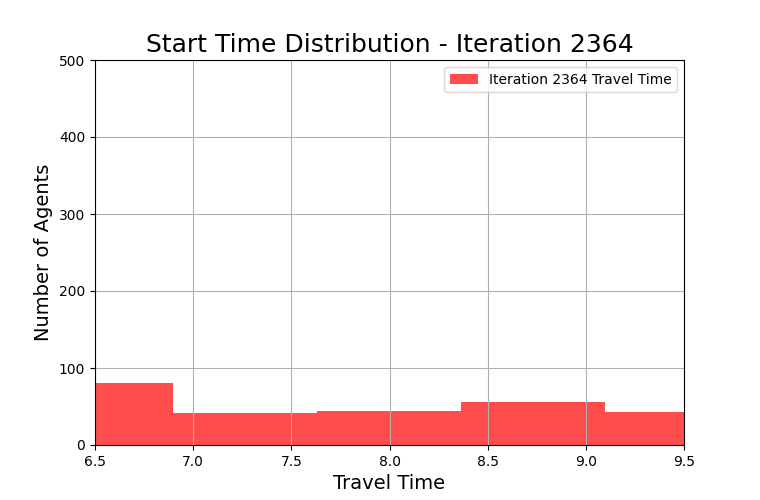 Start Time Distribution - Iteration 2364
Iteration 2364 Travel Time
Number of Agents
500
400
300
200
100
0
6.5 7.0 7.5 8.0 8.5 9.0 9.5
Travel Time